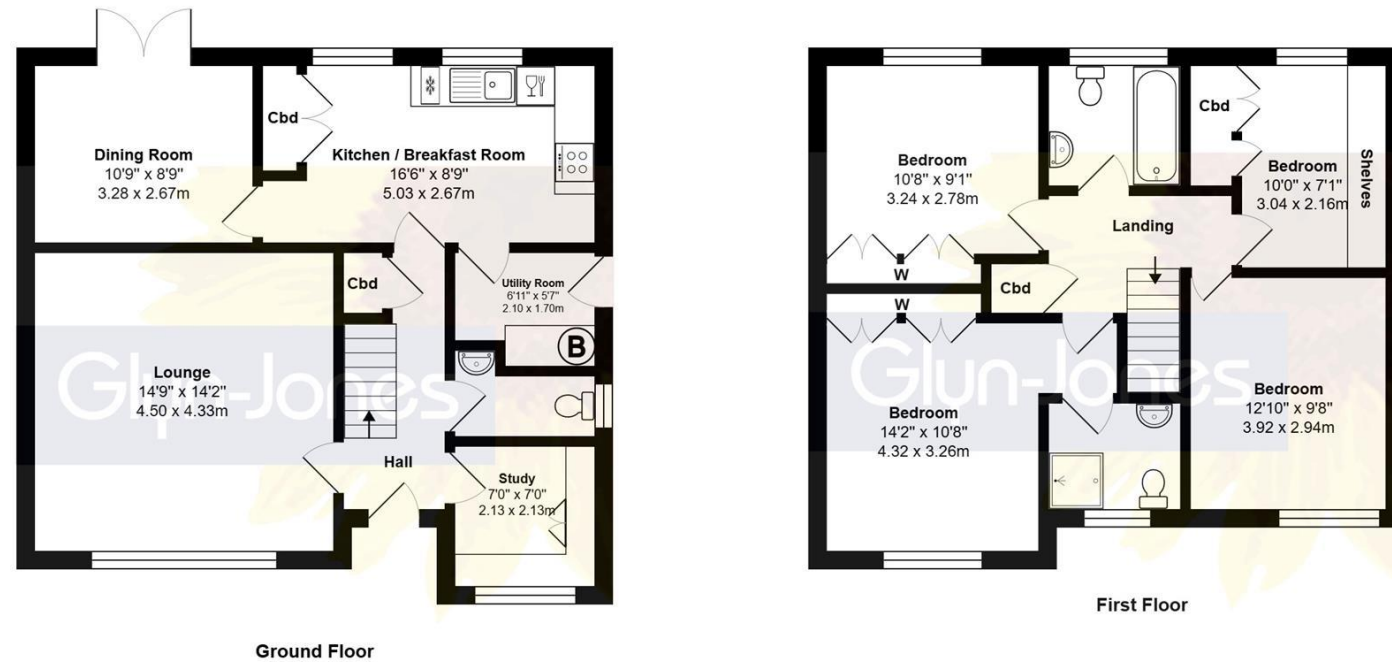 Dining Room
10'9" x 8'9"
3.28 x 2.67m
Cbd
Kitchen / Breakfast Room
16'6" x 8'9"
5.03 x 2.67m
Cbd
Utility Room
6'11" x 5'7"
2.10 x 1.70m
B
Lounge
14'9" x 14'2"
4.50 x 4.33m
Glyn-Jones
Hall
Study
7'0" x 7'0"
2.13 x 2.13m
Ground Floor
Bedroom
10'8" x 9'1"
3.24 x 2.78m
W
Cbd
Bedroom
10'0" x 7'1"
3.04 x 2.16m
Shelves
Landing
Cbd
W
Glyn-Jones
Bedroom
14'2" x 10'8"
4.32 x 3.26m
Bedroom
12'10" x 9'8"
3.92 x 2.94m
First Floor